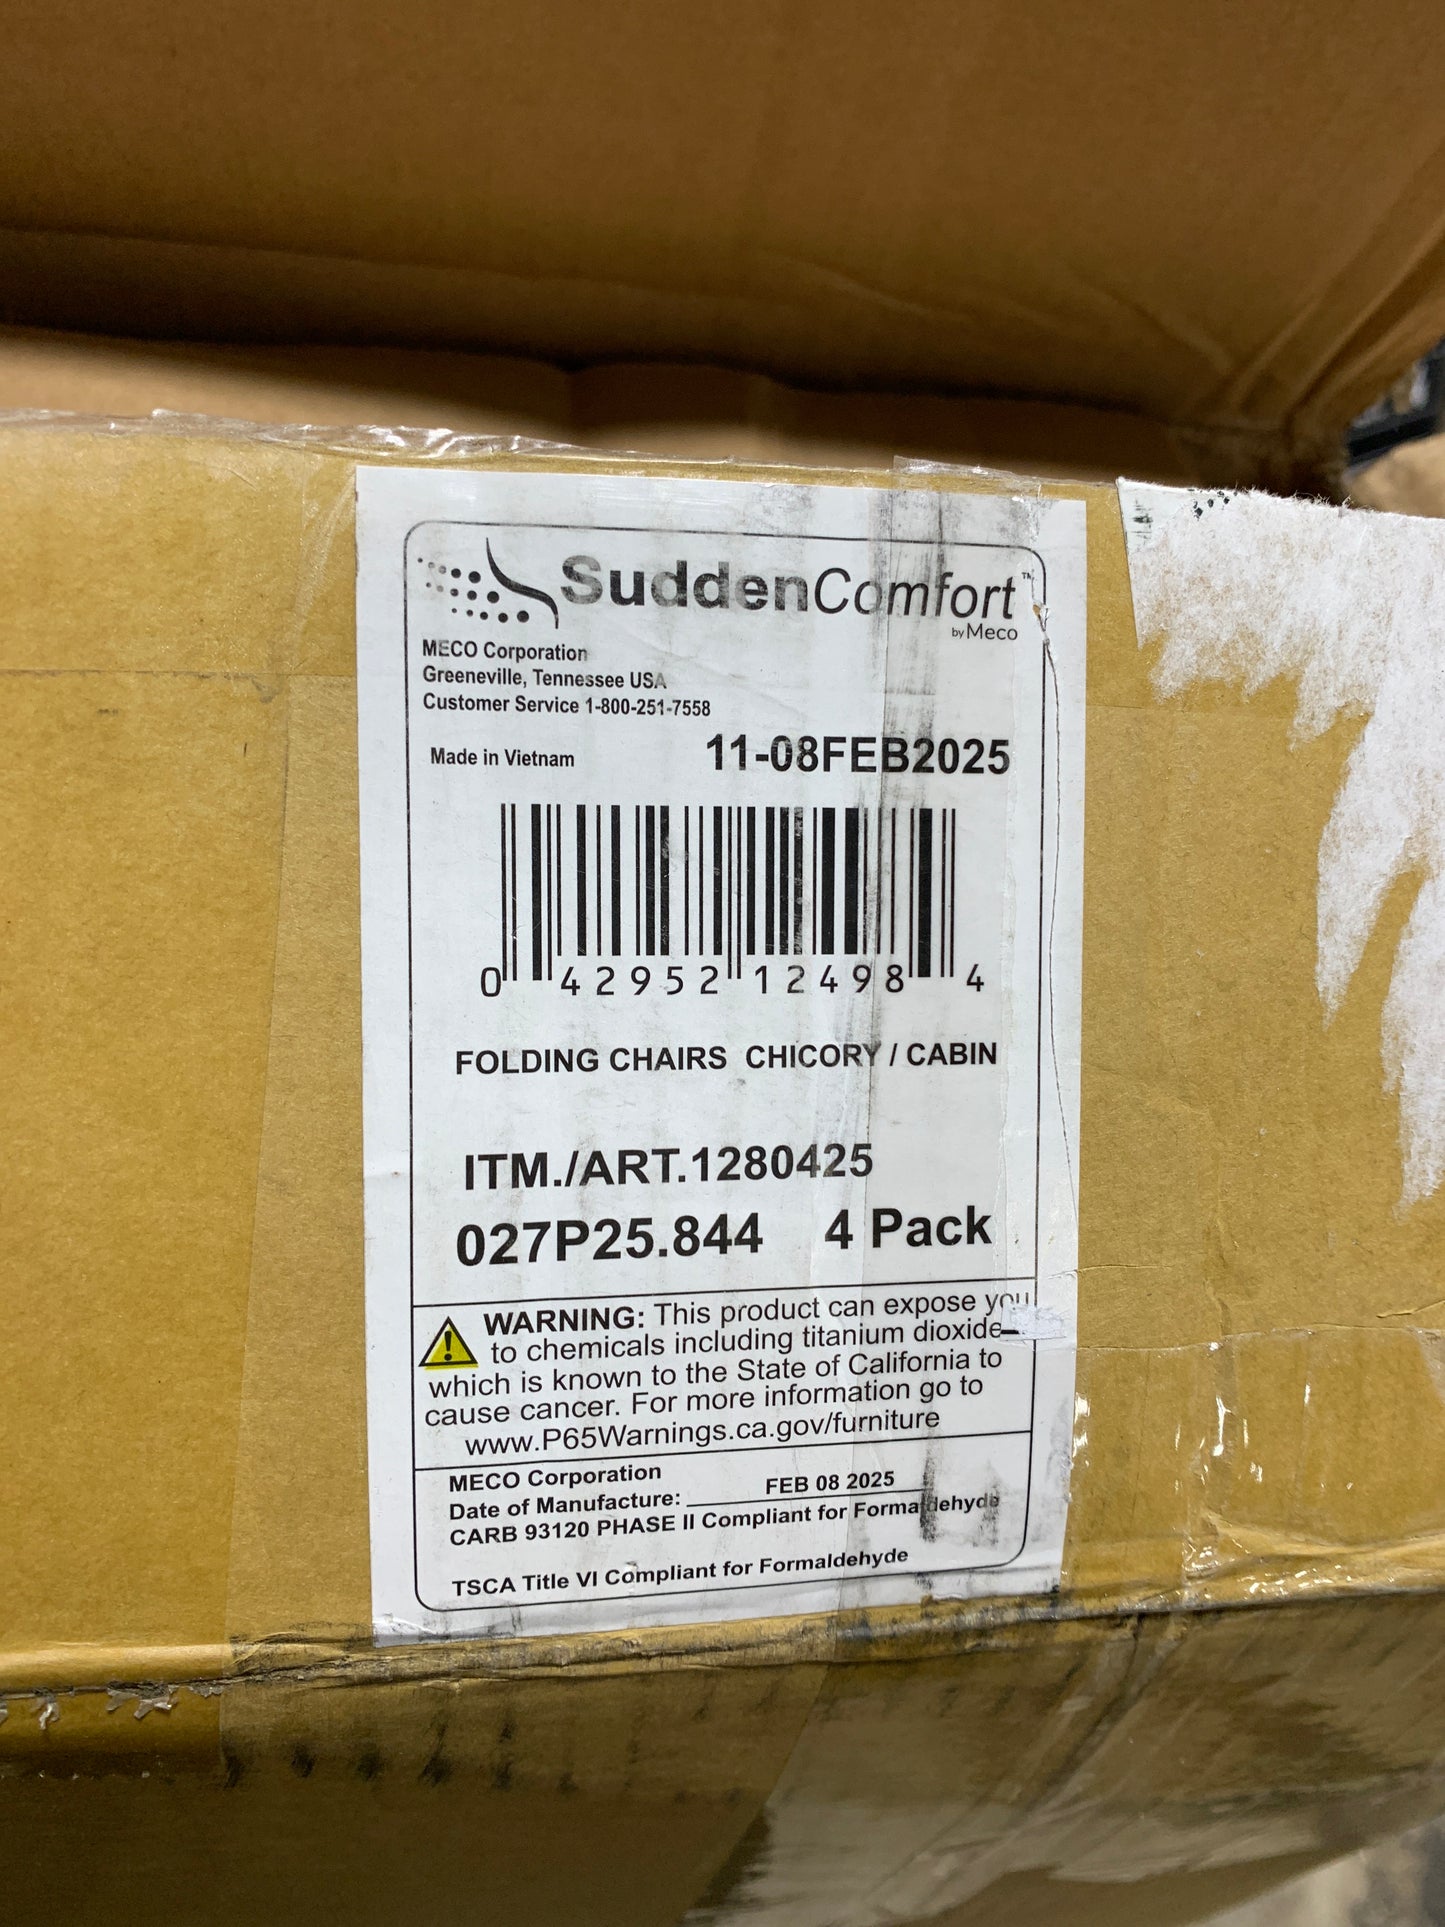 SuddenComfort™
by Meco
MECO Corporation
Greeneville, Tennessee USA
Customer Service 1-800-251-7558
Made in Vietnam 11-08FEB2025
0 42952 12498 4
FOLDING CHAIRS CHICORY / CABIN
ITM./ART.1280425
027P25.844 4 Pack
WARNING: This product can expose you
to chemicals including titanium dioxide
which is known to the State of California to
cause cancer. For more information go to
www.P65Warnings.ca.gov/furniture
MECO Corporation
Date of Manufacture: FEB 08 2025
CARB 93120 PHASE II Compliant for Formaldehyde
TSCA Title VI Compliant for Formaldehyde